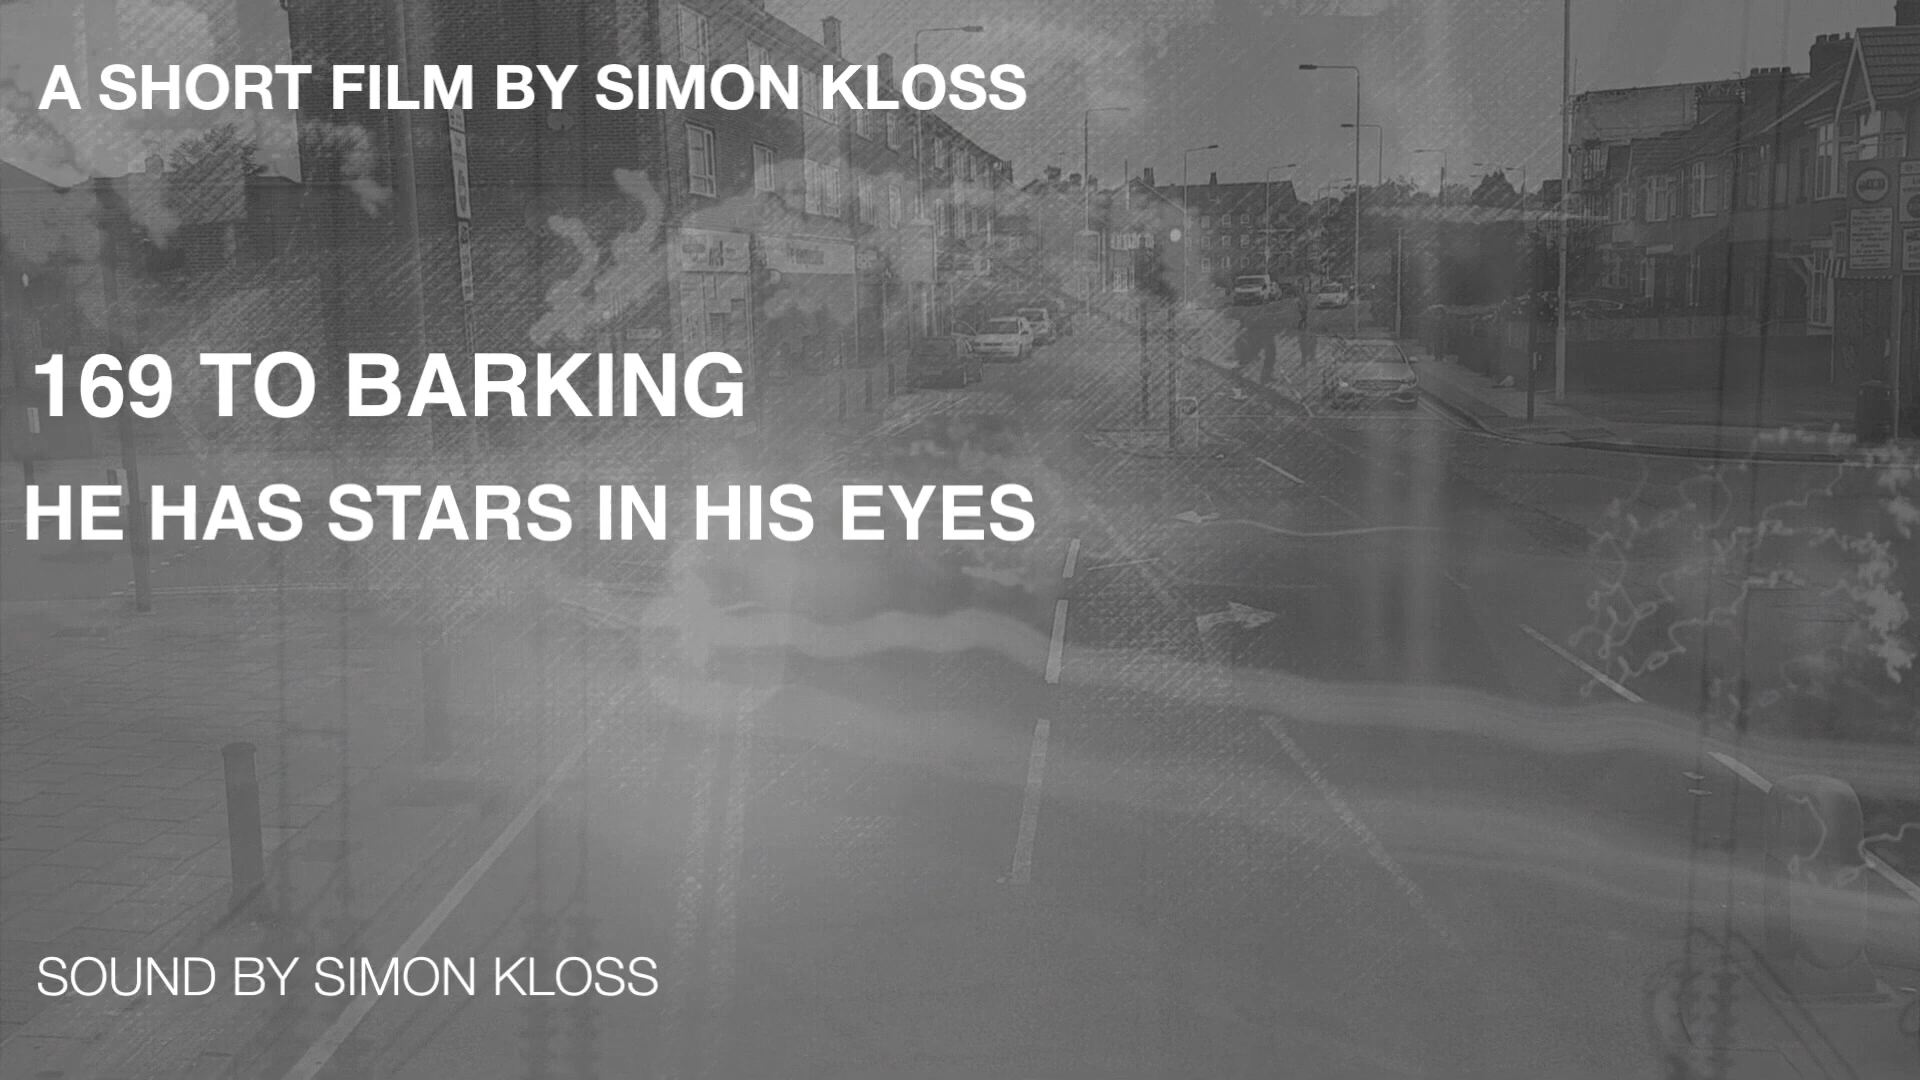 A SHORT FILM BY SIMON KLOSS
169 TO BARKING
HE HAS STARS IN HIS EYES
SOUND BY SIMON KLOSS